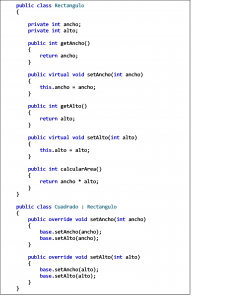 public class Rectangulo
{
private int ancho;
private int alto;
public int getAncho()
{
return ancho;
}
public virtual void setAncho(int ancho)
{
this.ancho = ancho;
}
public int getAlto()
{
return alto;
}
public virtual void setAlto(int alto)
{
this.alto = alto;
}
public int calcularArea()
{
return ancho * alto;
}
}
public class Cuadrado : Rectangulo
{
public override void setAncho(int ancho)
{
base.setAncho(ancho);
base.setAlto(ancho);
}
public override void setAlto(int alto)
{
base.setAncho(alto);
base.setAlto(alto);
}
}